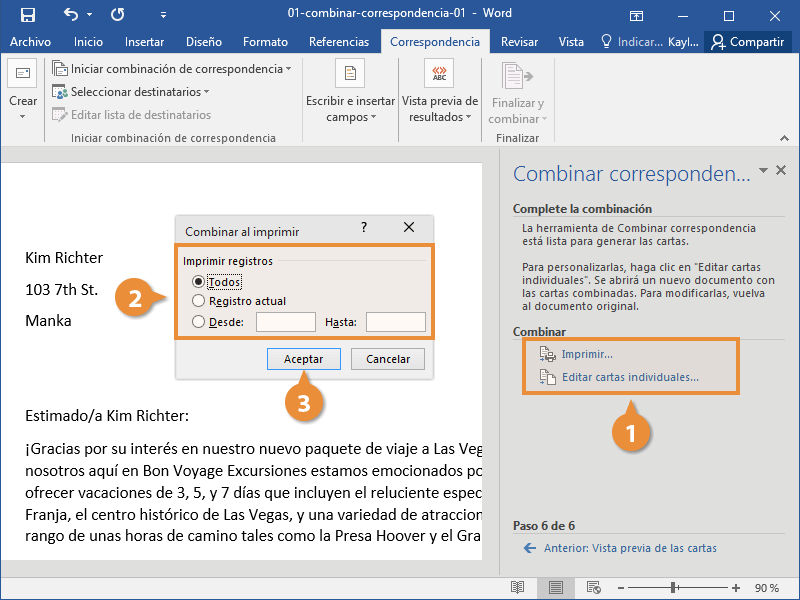 01-combinar-correspondencia-01 - Word
Archivo Inicio Insertar Diseño Formato Referencias Correspondencia Revisar Vista Indicar... Kayl... Compartir
Crear
Iniciar combinación de correspondencia
Seleccionar destinatarios
Editar lista de destinatarios
Iniciar combinación de correspondencia
Escribir e insertar
campos
ABC
Vista previa de
resultados
Finalizar y
combinar
Finalizar
Kim Richter
103 7th St.
Manka
Estimado/a Kim Richter:
¡Gracias por su interés en nuestro nuevo paquete de viaje a Las Veg
nosotros aquí en Bon Voyage Excursiones estamos emocionados po
ofrecer vacaciones de 3, 5, y 7 días que incluyen el reluciente espec
Franja, el centro histórico de Las Vegas, y una variedad de atraccion
rango de unas horas de camino tales como la Presa Hoover y el Gra
Combinar al imprimir ?
Imprimir registros
Todos
Registro actual
Desde: Hasta:
Aceptar Cancelar
2
3
Combinar corresponden...
Complete la combinación
La herramienta de Combinar correspondencia
está lista para generar las cartas.
Para personalizarlas, haga clic en "Editar cartas
individuales". Se abrirá un nuevo documento con
las cartas combinadas. Para modificarlas, vuelva
al documento original.
Combinar
Imprimir...
Editar cartas individuales...
1
Paso 6 de 6
Anterior: Vista previa de las cartas
90 %